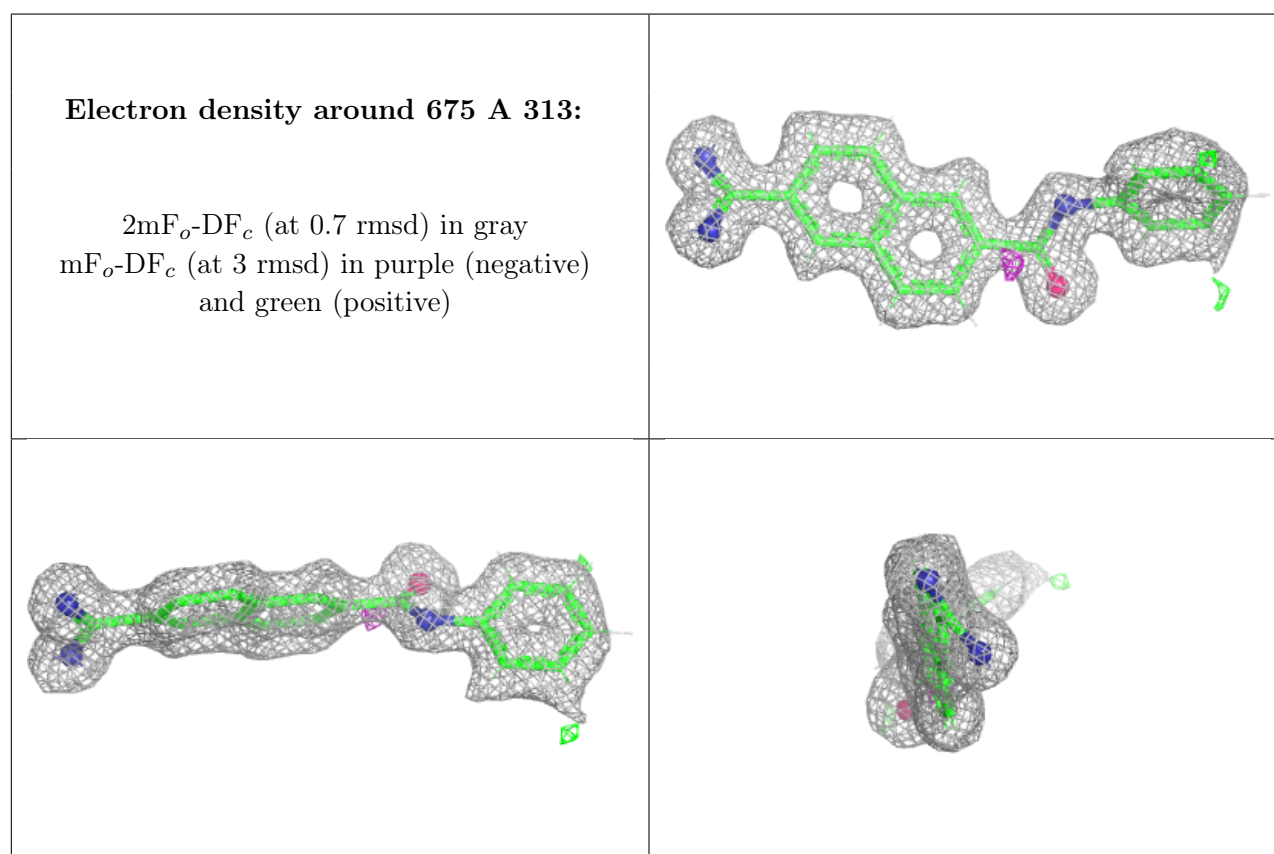 Electron density around 675 A 313:
2mFo-DFc (at 0.7 rmsd) in gray
mFo-DFc (at 3 rmsd) in purple (negative)
and green (positive)